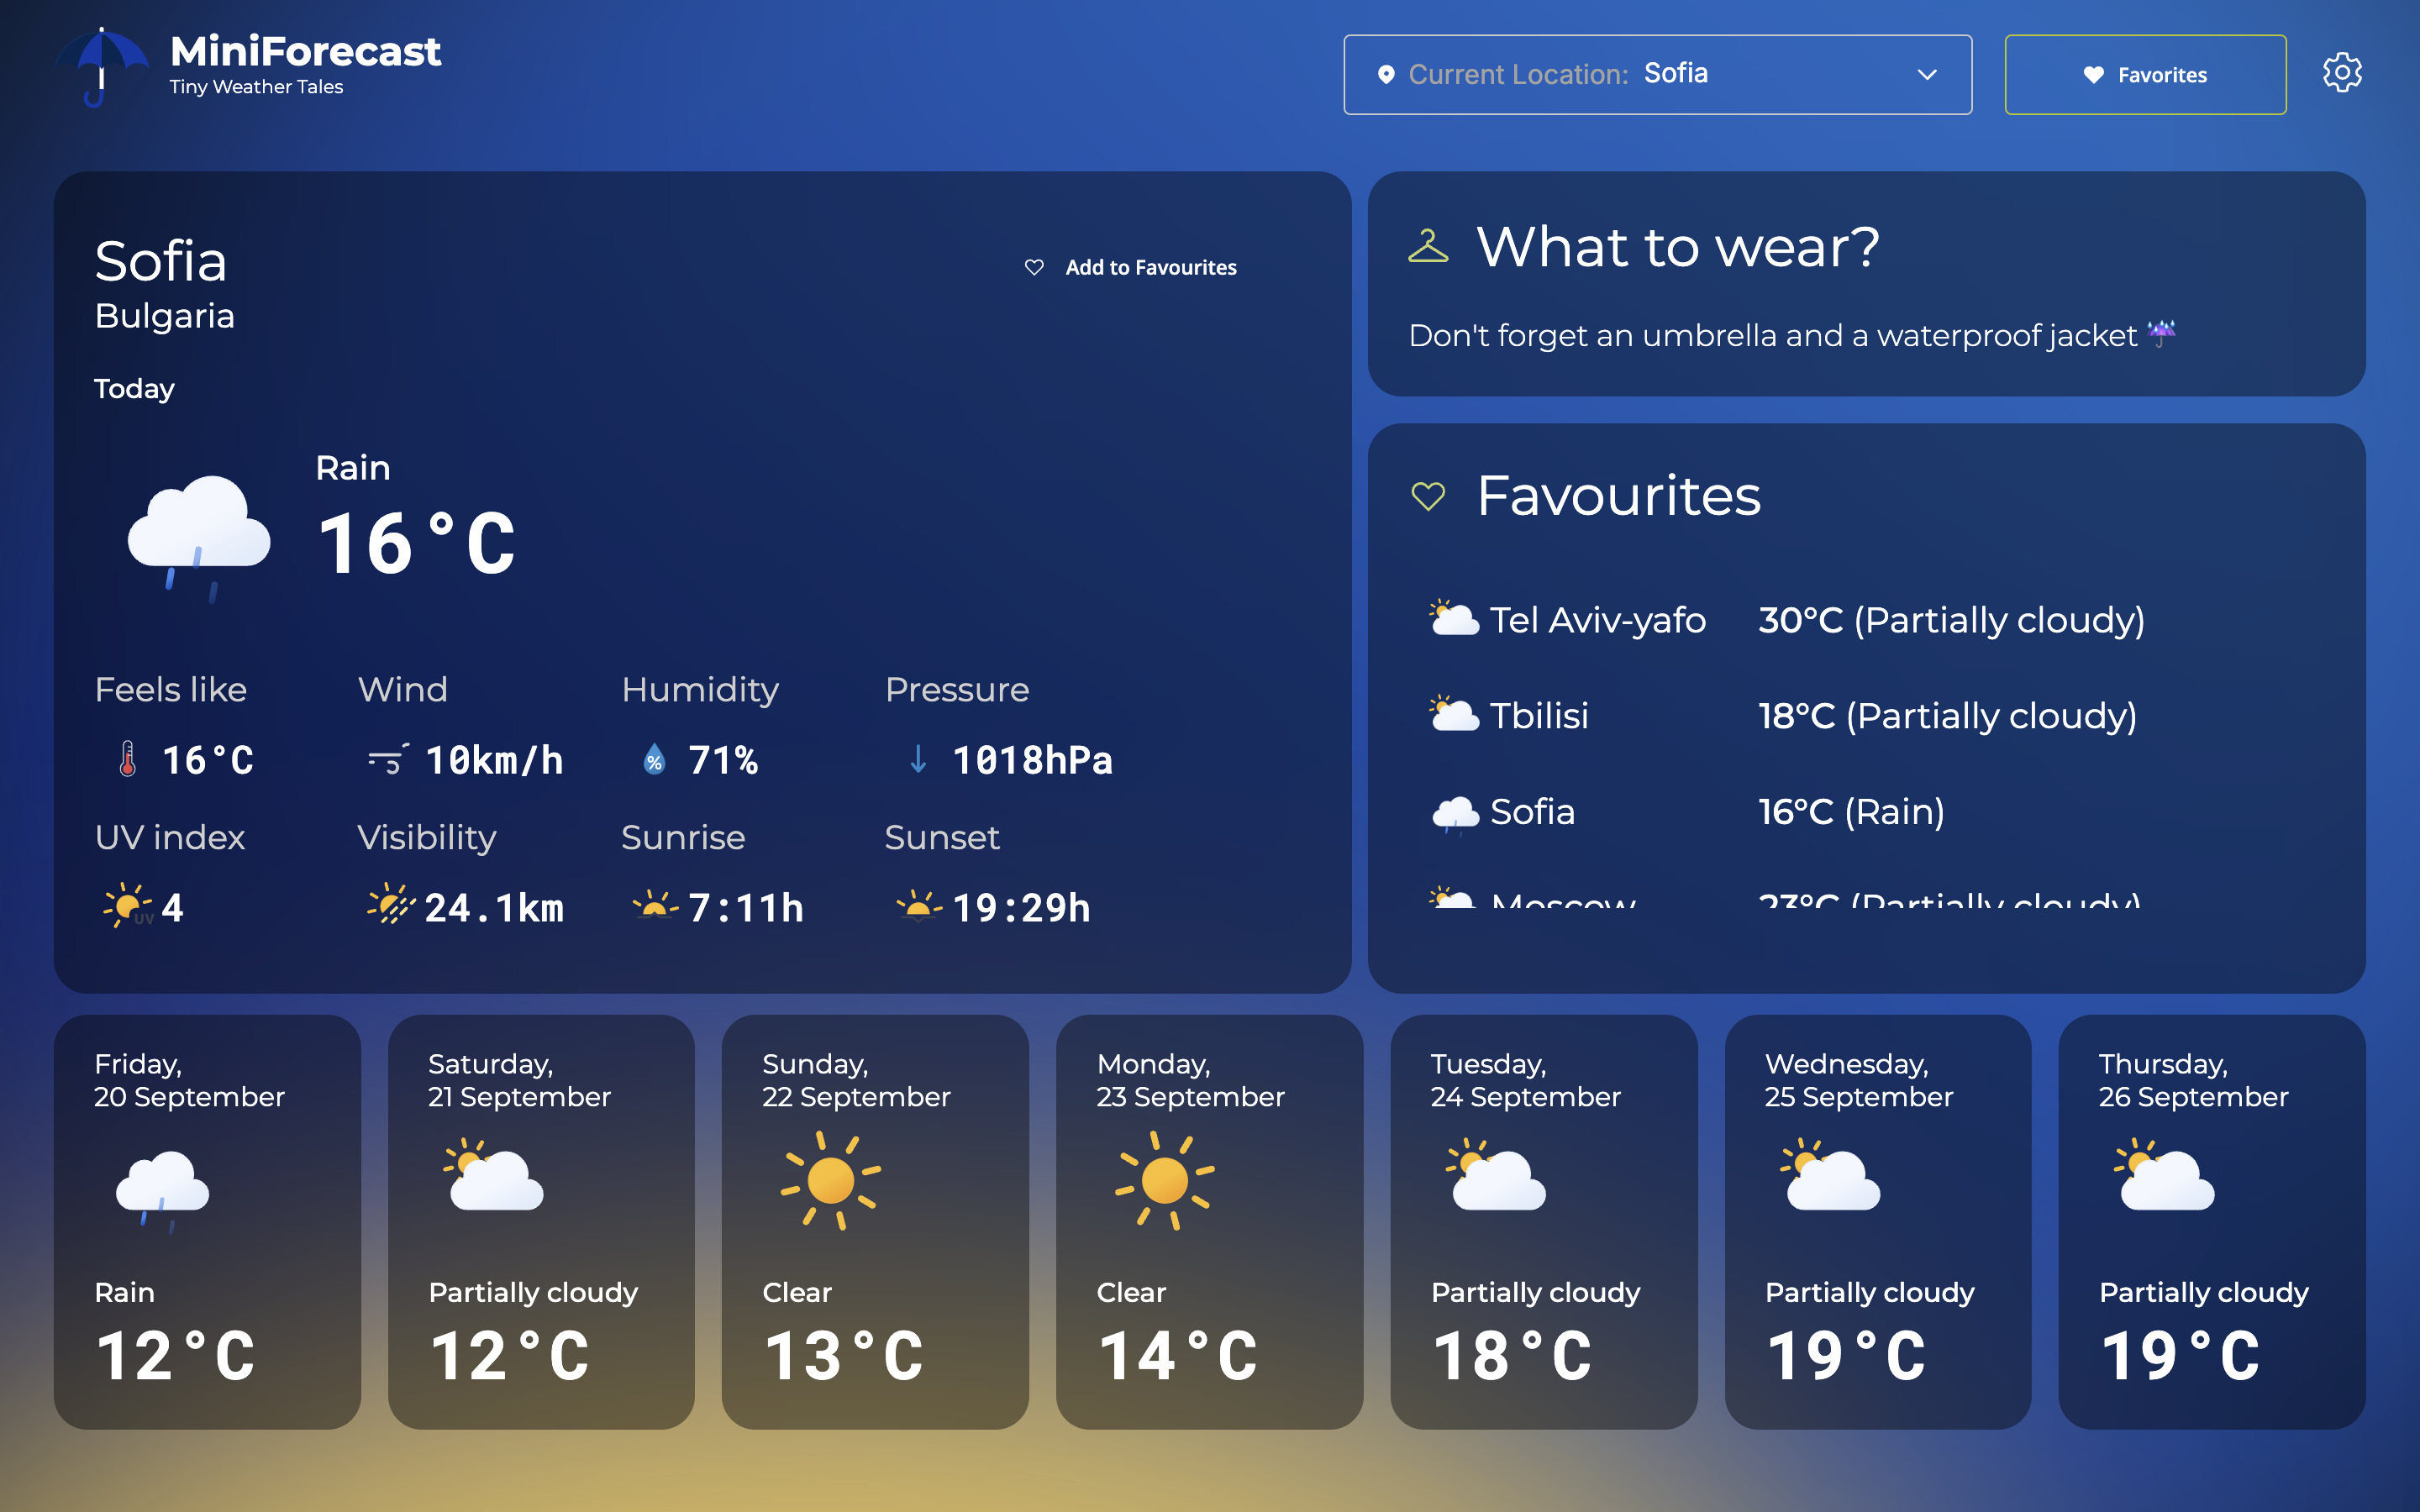 MiniForecast
Tiny Weather Tales
Current Location: Sofia
Favorites
Sofia
Add to Favourites
Bulgaria
Today
Rain
16°C
Feels like Wind Humidity Pressure
16°C 10km/h 71% 1018hPa
UV index Visibility Sunrise Sunset
UV 4 24.1km 7:11h 19:29h
What to wear?
Don't forget an umbrella and a waterproof jacket ☔
Favourites
Tel Aviv-yafo 30°C (Partially cloudy)
Tbilisi 18°C (Partially cloudy)
Sofia 16°C (Rain)
Moscow 23°C (Partially cloudy)
Friday,
20 September
Rain
12°C
Saturday,
21 September
Partially cloudy
12°C
Sunday,
22 September
Clear
13°C
Monday,
23 September
Clear
14°C
Tuesday,
24 September
Partially cloudy
18°C
Wednesday,
25 September
Partially cloudy
19°C
Thursday,
26 September
Partially cloudy
19°C